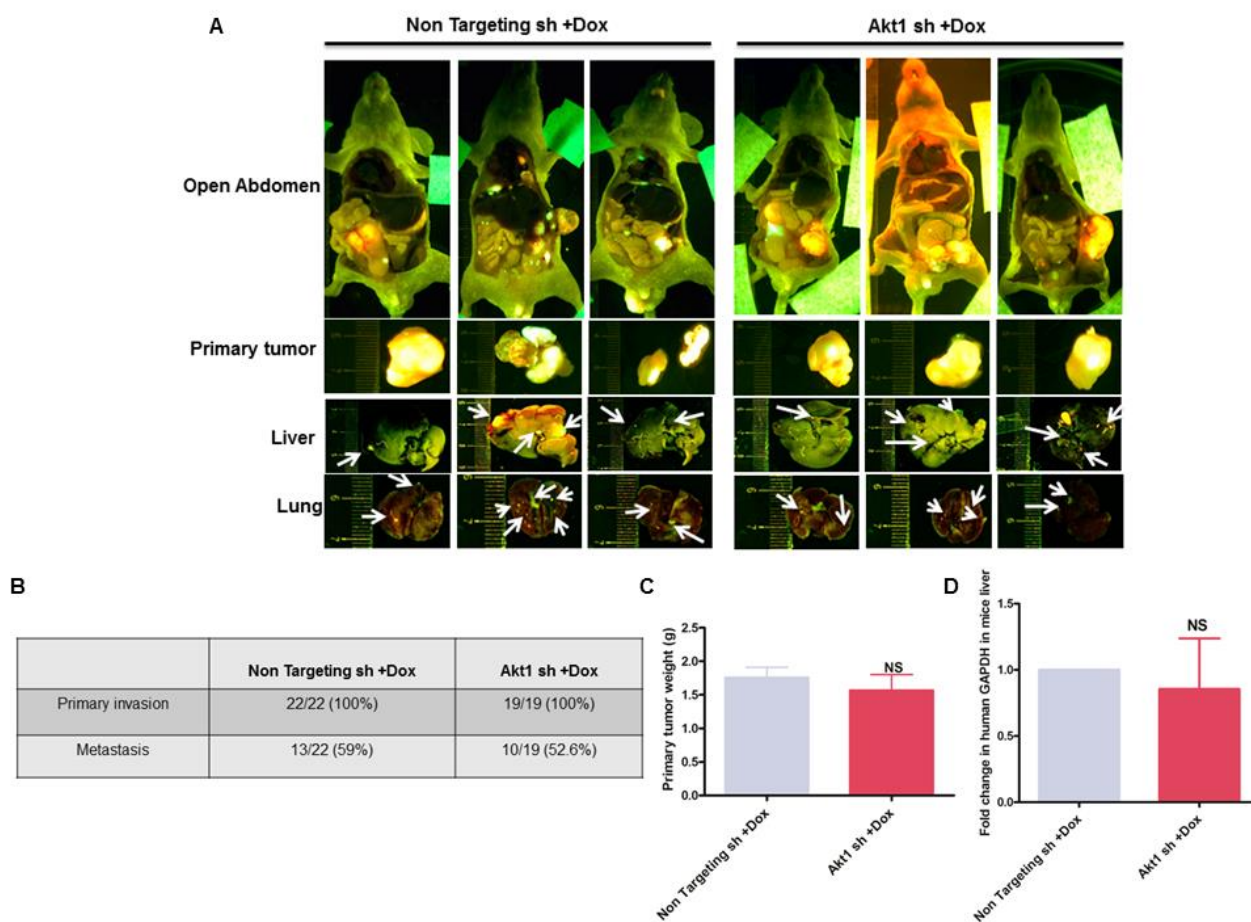 A
Non Targeting sh +Dox
Akt1 sh +Dox
Open Abdomen
Primary tumor
Liver
Lung
B
Non Targeting sh +Dox
Akt1 sh +Dox
Primary invasion
22/22 (100%)
19/19 (100%)
Metastasis
13/22 (59%)
10/19 (52.6%)
C
Primary tumor weight (g)
2.5
2.0
1.5
1.0
0.5
0.0
NS
Non Targeting sh +Dox
Akt1 sh +Dox
D
Fold change in human GAPDH in mice liver
1.5
1.0
0.5
0.0
NS
Non Targeting sh +Dox
Akt1 sh +Dox